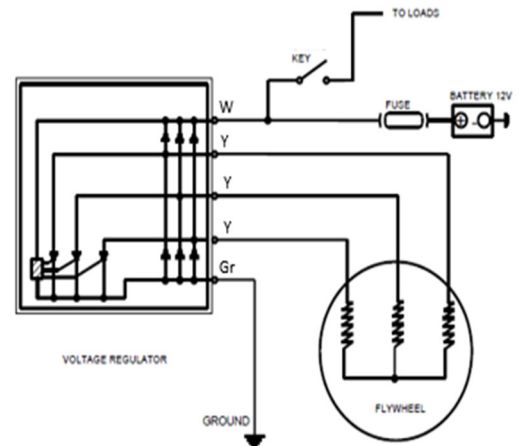 TO LOADS
KEY
FUSE
BATTERY 12V
W
Y
Y
Y
Gr
VOLTAGE REGULATOR
FLYWHEEL
GROUND